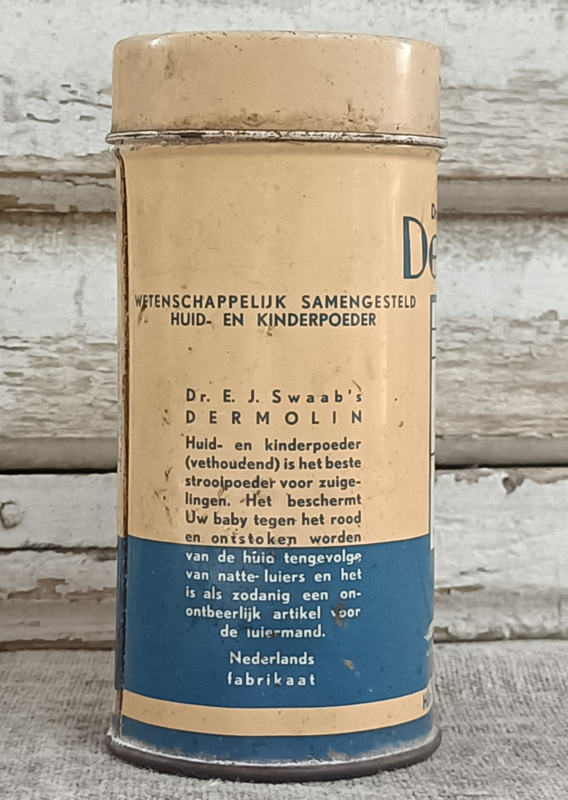 WETENSCHAPPELIJK SAMENGESTELD
HUID- EN KINDERPOEDER
Dr. E. J. Swaab's
DERMOLIN
Huid- en kinderpoeder
(vethoudend) is het beste
strooipoeder voor zuige-
lingen. Het beschermt
Uw baby tegen het rood
en ontstoken worden
van de huid tengevolge
van natte luiers en het
is als zodanig een on-
ontbeerlijk artikel voor
de luiermand.
Nederlands
fabrikaat